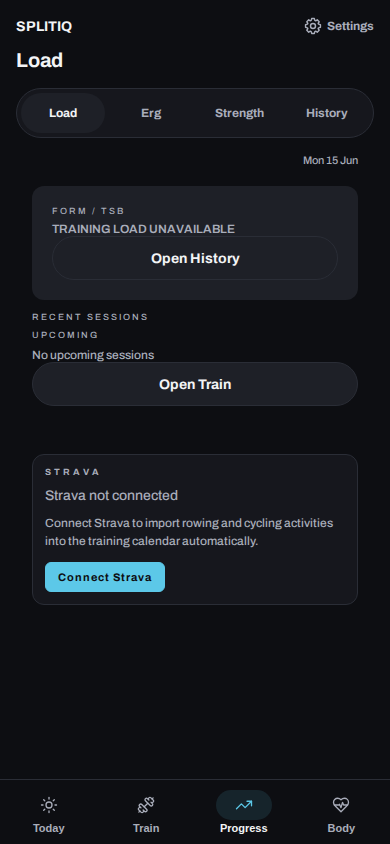 SPLITIQ
Settings
Load
Load
Erg
Strength
History
Mon 15 Jun
FORM / TSB
TRAINING LOAD UNAVAILABLE
Open History
RECENT SESSIONS
UPCOMING
No upcoming sessions
Open Train
STRAVA
Strava not connected
Connect Strava to import rowing and cycling activities
into the training calendar automatically.
Connect Strava
Today
Train
Progress
Body